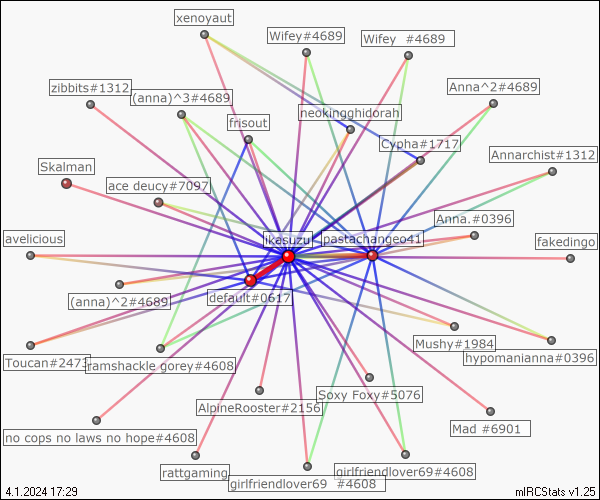 xenoyaut
Wifey#4689
Wifey  #4689
zibbits#1312
(anna)^3#4689
Anna^2#4689
frisout
neokingghidorah
Cypha#1717
Annarchist#1312
Skalman
ace deucy#7097
Anna.#0396
avelicious
ikasuzu
pastachangeo41
fakedingo
(anna)^2#4689
default#0617
Mushy#1984
Toucan#2473
ramshackle gorey#4608
hypomanianna#0396
AlpineRooster#2156
Soxy Foxy#5076
no cops no laws no hope#4608
Mad #6901
rattgaming
girlfriendlover69  #4608
girlfriendlover69#4608
4.1.2024 17:29
mIRCStats v1.25